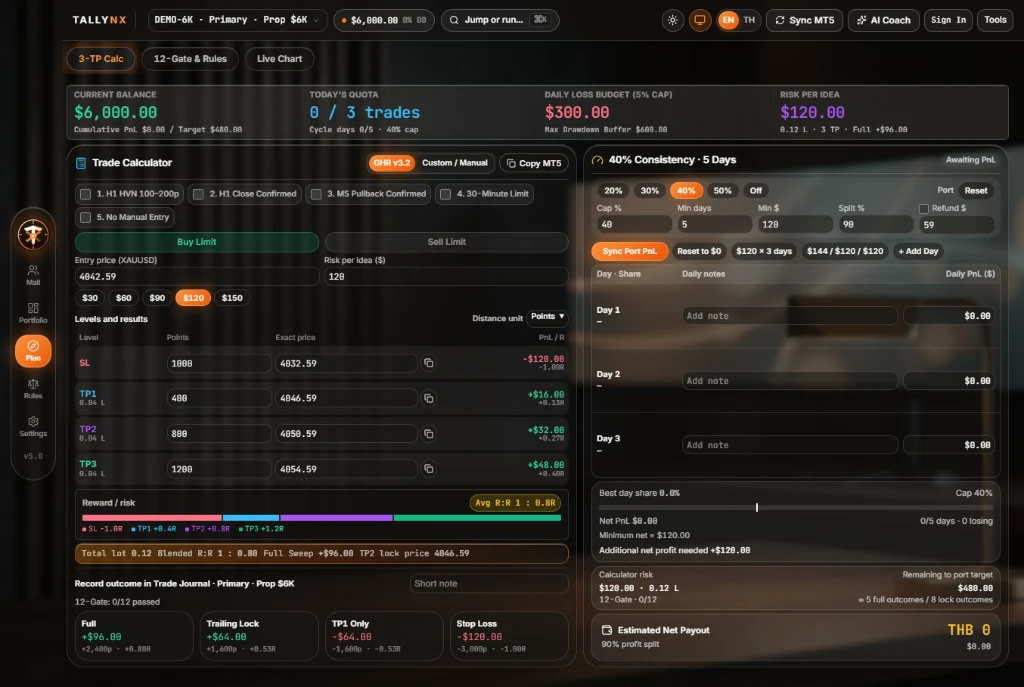 TALLYNX
DEMO-6K · Primary · Prop $6K
$6,000.00 0% DD
Jump or run... ⌘K
EN TH
Sync MT5
AI Coach
Sign In
Tools
3-TP Calc
12-Gate & Rules
Live Chart
CURRENT BALANCE
$6,000.00
Cumulative PnL $0.00 / Target $480.00
TODAY'S QUOTA
0 / 3 trades
Cycle days 0/5 · 40% cap
DAILY LOSS BUDGET (5% CAP)
$300.00
Max Drawdown Buffer $600.00
RISK PER IDEA
$120.00
0.12 L · 3 TP · Full +$96.00
Mall
Portfolio
Plan
Rules
Settings
v5.0
Trade Calculator
GHR v3.2 Custom / Manual
Copy MT5
1. H1 HVN 100–200p
2. H1 Close Confirmed
3. M5 Pullback Confirmed
4. 30-Minute Limit
5. No Manual Entry
Buy Limit
Sell Limit
Entry price (XAUUSD) Risk per idea ($)
4042.59 120
$30 $60 $90 $120 $150
Levels and results Distance unit Points ▼
Level Points Exact price PnL / R
SL 1000 4032.59 -$120.00
-1.00R
TP1 400 4046.59 +$16.00
0.04 L +0.13R
TP2 800 4050.59 +$32.00
0.04 L +0.27R
TP3 1200 4054.59 +$48.00
0.04 L +0.40R
Reward / risk Avg R:R 1 : 0.8R
SL -1.0R TP1 +0.4R TP2 +0.8R TP3 +1.2R
Total lot 0.12 Blended R:R 1 : 0.80 Full Sweep +$96.00 TP2 lock price 4046.59
Record outcome in Trade Journal · Primary · Prop $6K Short note
12-Gate: 0/12 passed
Full
+$96.00
+2,400p · +0.80R
Trailing Lock
+$64.00
+1,600p · +0.53R
TP1 Only
-$64.00
-1,600p · -0.53R
Stop Loss
-$120.00
-3,000p · -1.00R
40% Consistency · 5 Days Awaiting PnL
20% 30% 40% 50% Off Port Reset
Cap % Min days Min $ Split % Refund $
40 5 120 90 59
Sync Port PnL Reset to $0 $120 × 3 days $144 / $120 / $120 + Add Day
Day · Share Daily notes Daily PnL ($)
Day 1 Add note $0.00
–
Day 2 Add note $0.00
–
Day 3 Add note $0.00
–
Best day share 0.0% Cap 40%
Net PnL $0.00 0/5 days · 0 losing
Minimum net = $120.00
Additional net profit needed +$120.00
Calculator risk Remaining to port target
$120.00 · 0.12 L $480.00
12-Gate · 0/12 ≈ 5 full outcomes / 8 lock outcomes
Estimated Net Payout THB 0
90% profit split $0.00